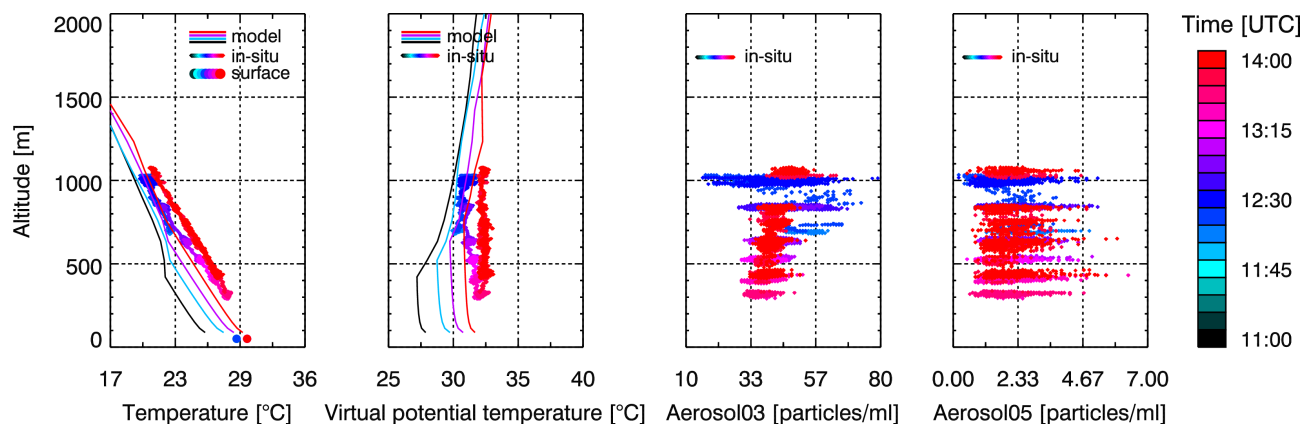 Time [UTC]
2000
1500
1000
500
0
Altitude [m]
model
in-situ
surface
17 23 29 36
Temperature [°C]
model
in-situ
25 30 35 40
Virtual potential temperature [°C]
in-situ
10 33 57 80
Aerosol03 [particles/ml]
in-situ
0.00 2.33 4.67 7.00
Aerosol05 [particles/ml]
14:00
13:15
12:30
11:45
11:00